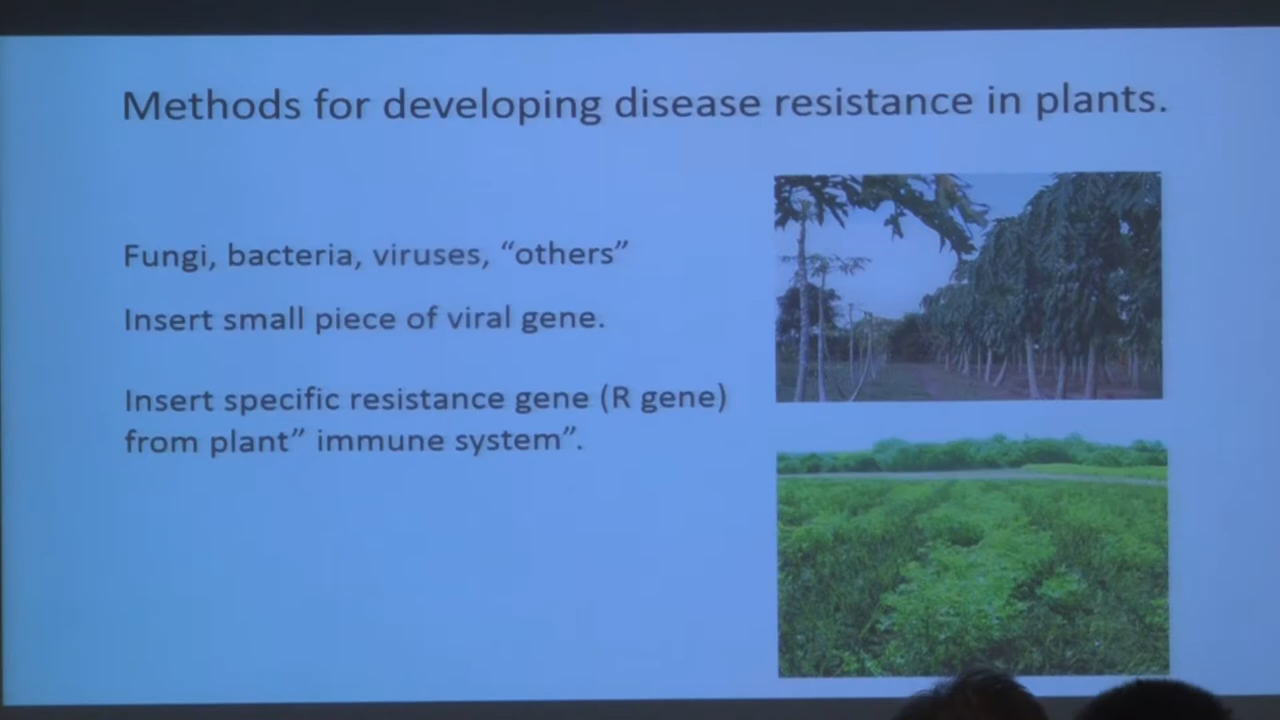 Methods for developing disease resistance in plants.
Fungi, bacteria, viruses, “others”
Insert small piece of viral gene.
Insert specific resistance gene (R gene)
from plant” immune system”.